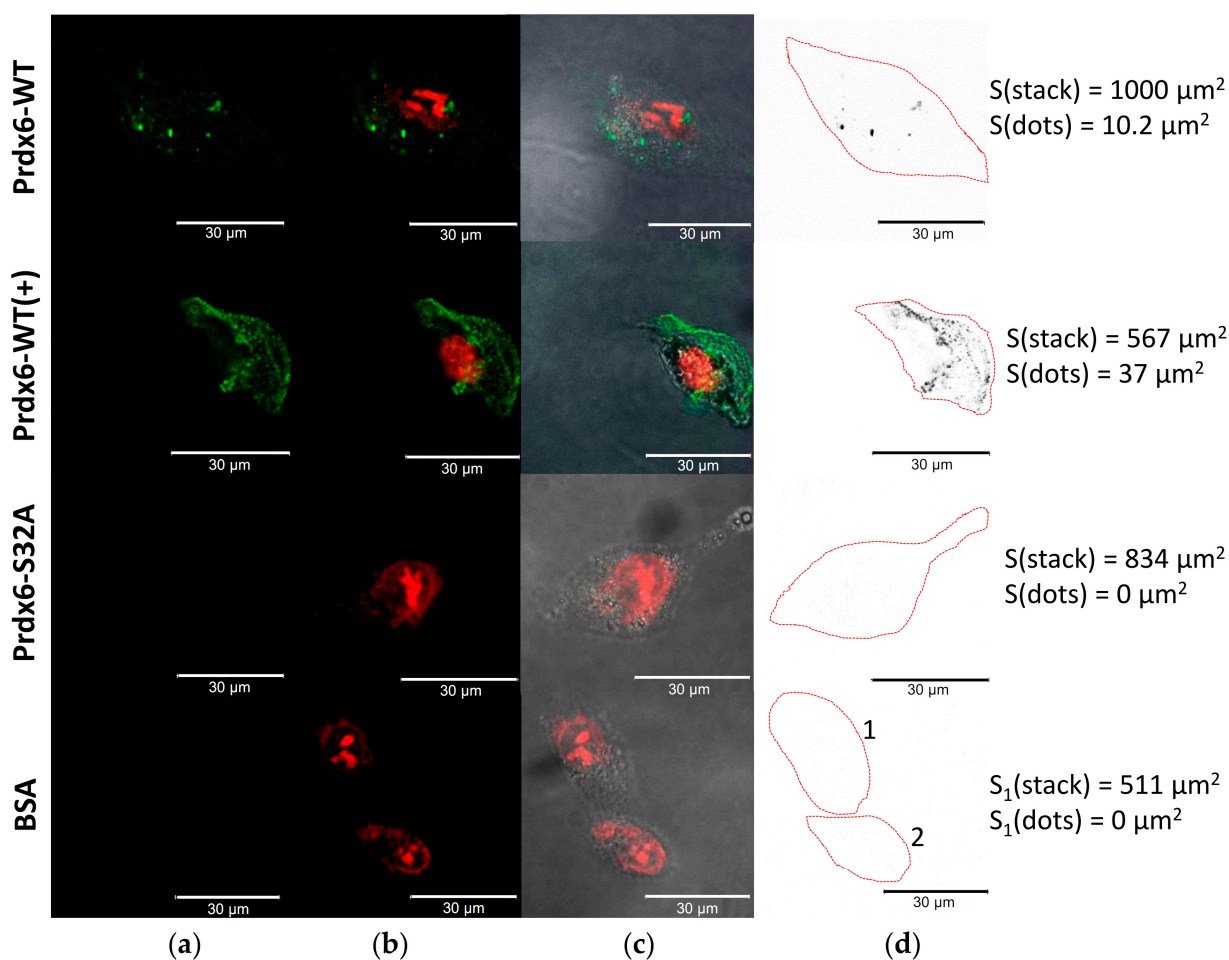 Prdx6-WT
30 µm
30 µm
30 µm
30 µm
S(stack) = 1000 µm²
S(dots) = 10.2 µm²
Prdx6-WT(+)
30 µm
30 µm
30 µm
30 µm
S(stack) = 567 µm²
S(dots) = 37 µm²
Prdx6-S32A
30 µm
30 µm
30 µm
30 µm
S(stack) = 834 µm²
S(dots) = 0 µm²
BSA
30 µm
30 µm
30 µm
1
2
30 µm
S₁(stack) = 511 µm²
S₁(dots) = 0 µm²
(a) (b) (c) (d)